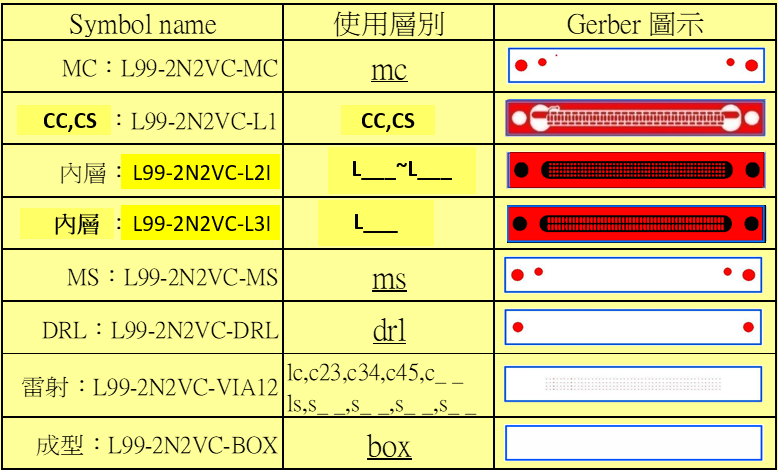 Symbol name 使用層別 Gerber 圖示
MC：L99-2N2VC-MC mc
CC,CS：L99-2N2VC-L1 CC,CS
內層：L99-2N2VC-L2I L___~L___
內層：L99-2N2VC-L3I L___
MS：L99-2N2VC-MS ms
DRL：L99-2N2VC-DRL drl
雷射：L99-2N2VC-VIA12 lc,c23,c34,c45,c_ _
ls,s_ _,s_ _,s_ _,s_ _
成型：L99-2N2VC-BOX box